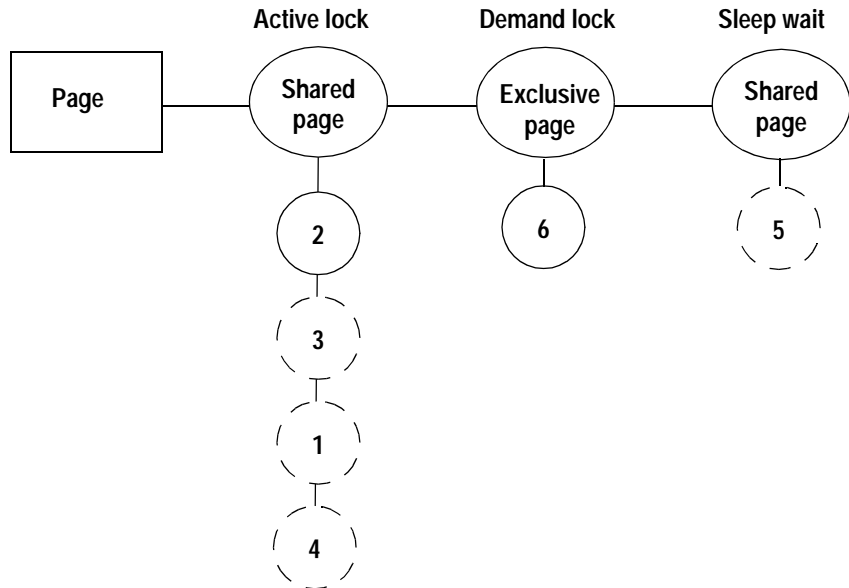 Active lock
Demand lock
Sleep wait
Page
Shared
page
Exclusive
page
Shared
page
2
6
5
3
1
4